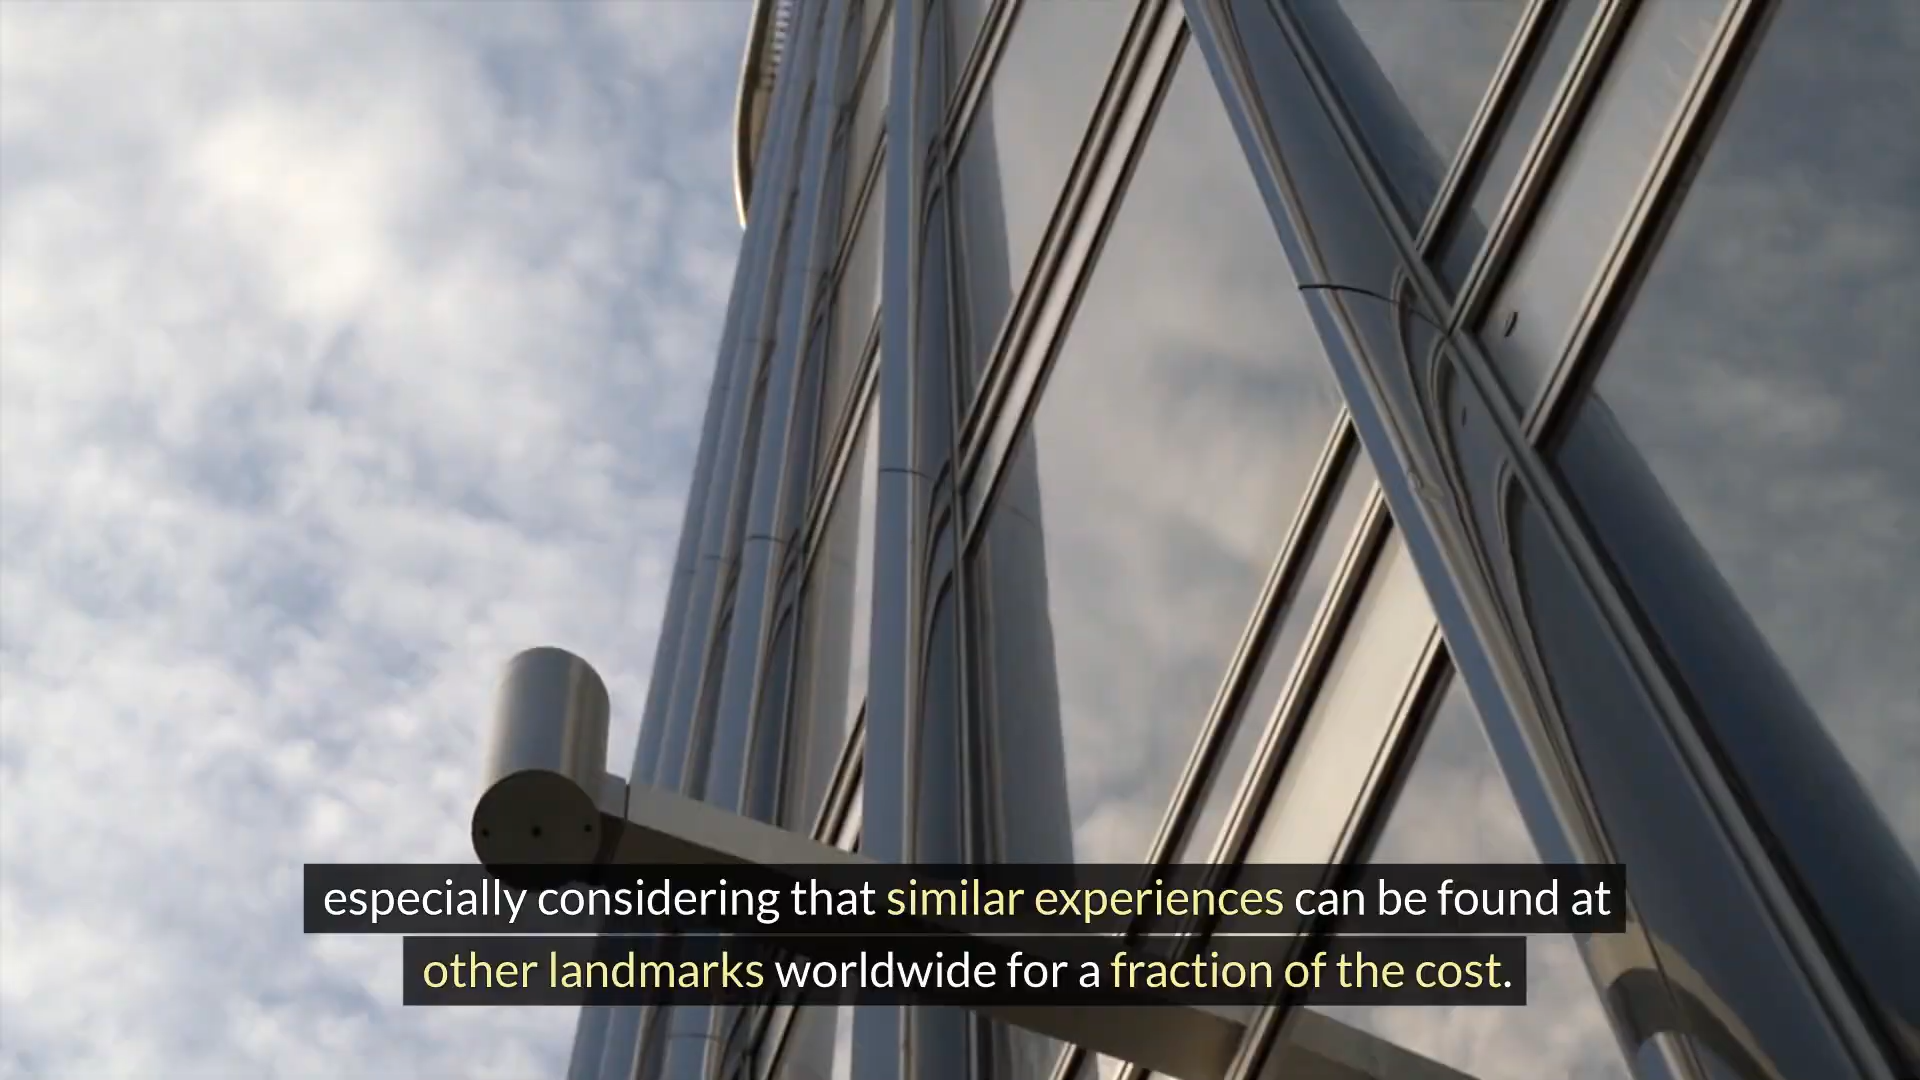 especially considering that similar experiences can be found at
other landmarks worldwide for a fraction of the cost.